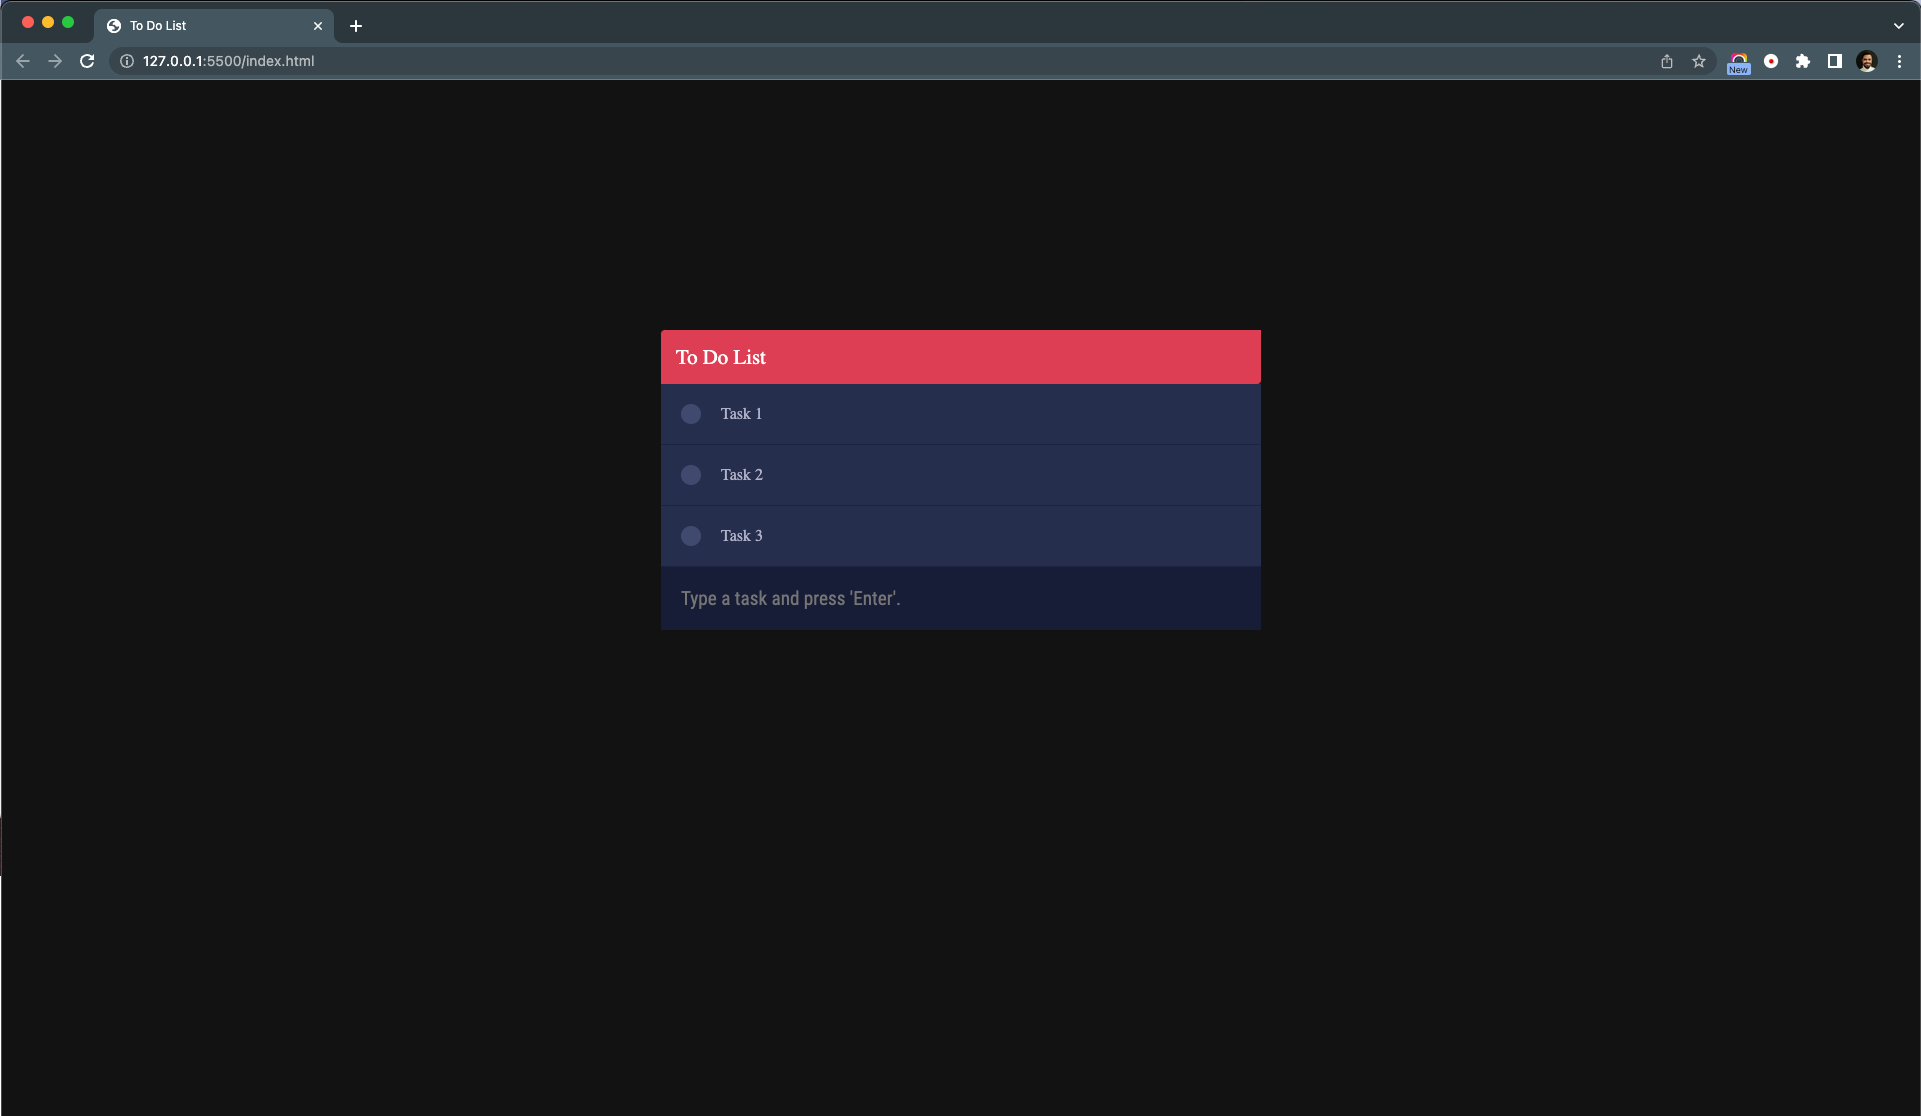 To Do List
127.0.0.1:5500/index.html
New
To Do List
Task 1
Task 2
Task 3
Type a task and press 'Enter'.